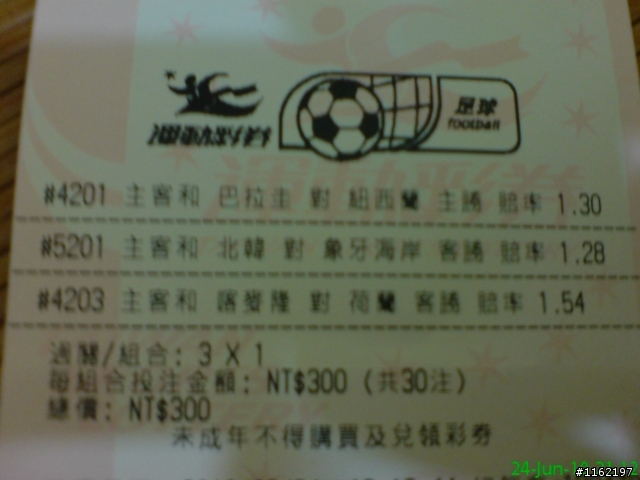 運動彩券
足球
football
#4201 主客和 巴拉圭 對 紐西蘭 主勝 賠率 1.30
#5201 主客和 北韓 對 象牙海岸 客勝 賠率 1.28
#4203 主客和 喀麥隆 對 荷蘭 客勝 賠率 1.54
過關/組合: 3 X 1
每組合投注金額: NT$300 (共30注)
總價: NT$300
未成年不得購買及兌領彩券
24-Jun-10
#1162197